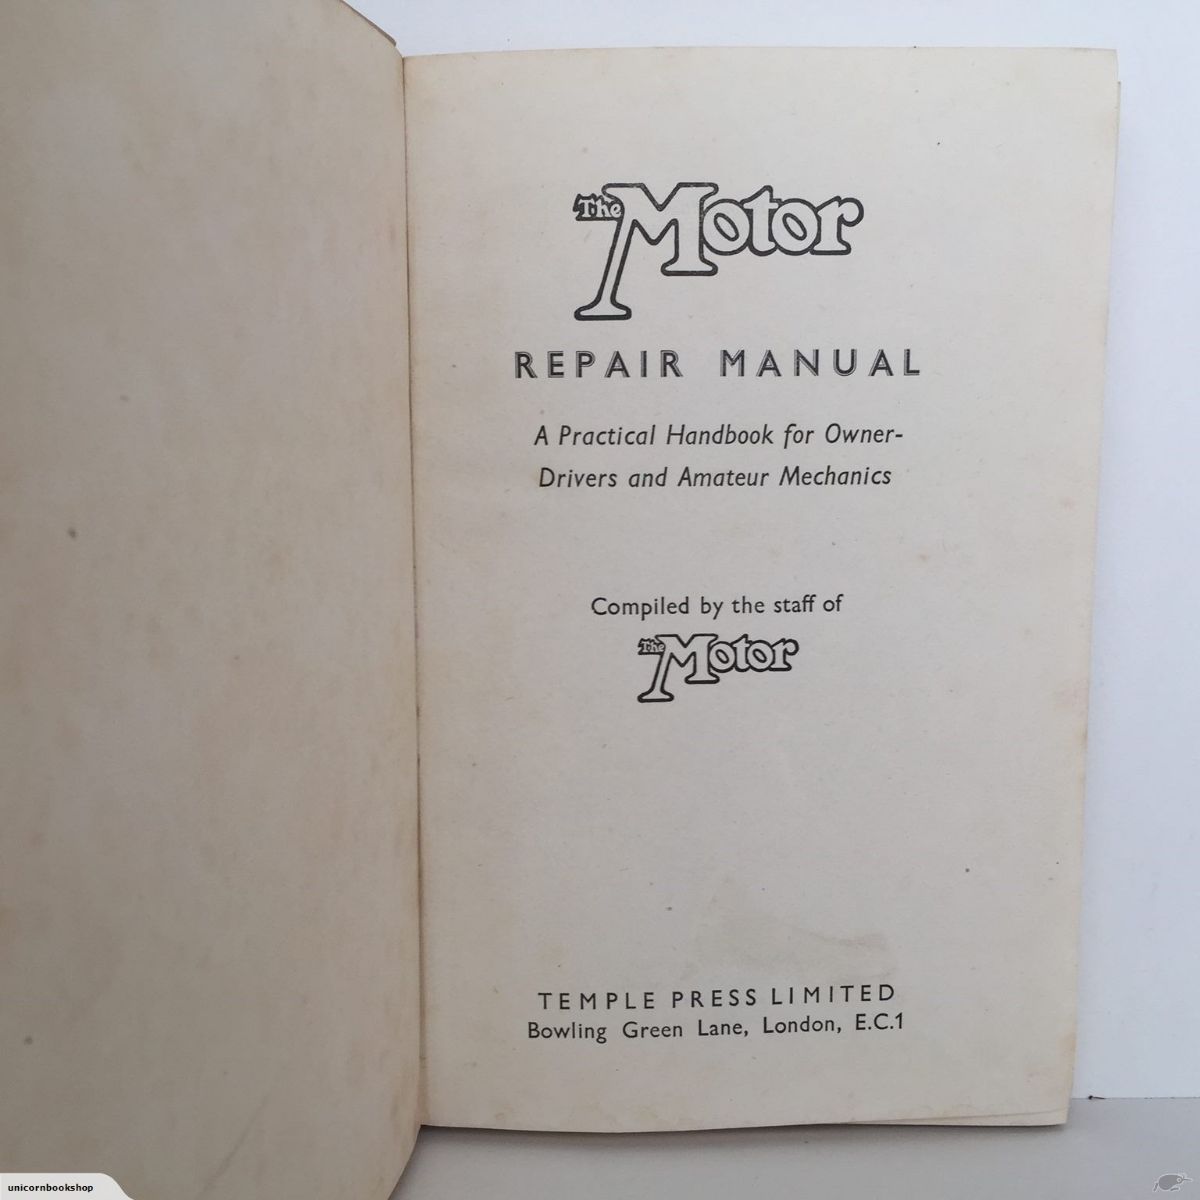 The Motor
REPAIR MANUAL
A Practical Handbook for Owner-
Drivers and Amateur Mechanics
Compiled by the staff of
The Motor
TEMPLE PRESS LIMITED
Bowling Green Lane, London, E.C.1
unicornbookshop